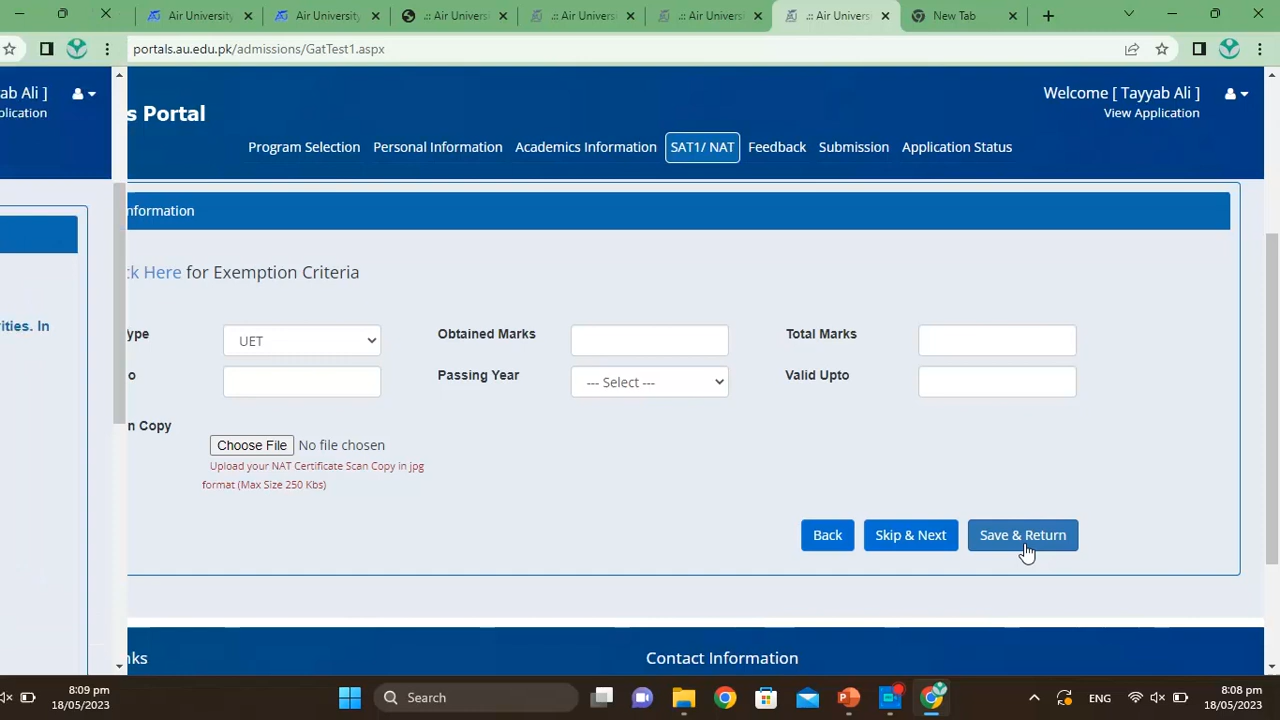 Air University
Air University
.:: Air Univers
.:: Air Universi
.:: Air Universi
.:: Air Universi
New Tab
portals.au.edu.pk/admissions/GatTest1.aspx
ab Ali ]
plication
s Portal
Welcome [ Tayyab Ali ]
View Application
Program Selection Personal Information Academics Information SAT1/ NAT Feedback Submission Application Status
nformation
ck Here for Exemption Criteria
rities. In
ype UET Obtained Marks Total Marks
o Passing Year --- Select --- Valid Upto
n Copy
Choose File No file chosen
Upload your NAT Certificate Scan Copy in jpg
format (Max Size 250 Kbs)
Back Skip & Next Save & Return
nks Contact Information
8:09 pm
18/05/2023
Search
ENG
8:08 pm
18/05/2023